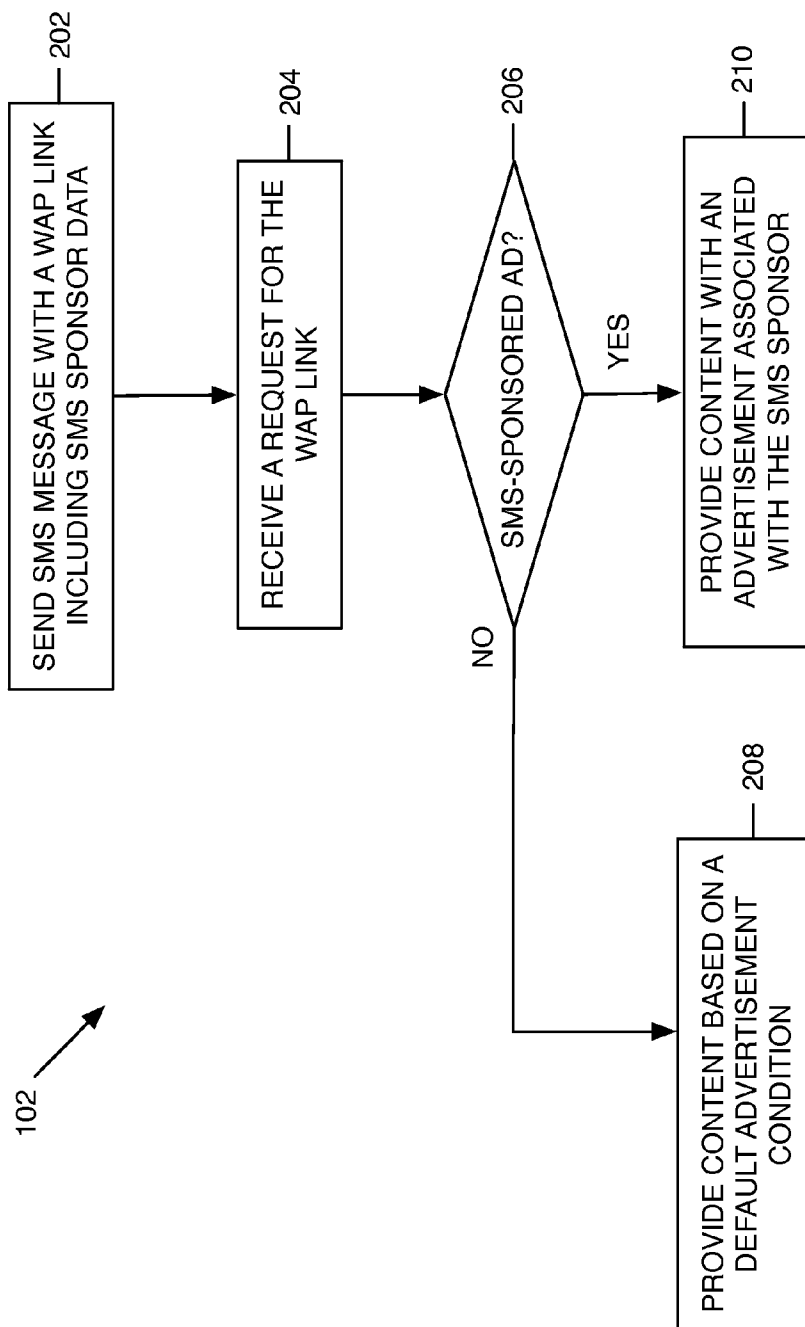 102
SEND SMS MESSAGE WITH A WAP LINK
INCLUDING SMS SPONSOR DATA
202
RECEIVE A REQUEST FOR THE
WAP LINK
204
SMS-SPONSORED AD?
206
NO
YES
PROVIDE CONTENT BASED ON A
DEFAULT ADVERTISEMENT
CONDITION
208
PROVIDE CONTENT WITH AN
ADVERTISEMENT ASSOCIATED
WITH THE SMS SPONSOR
210